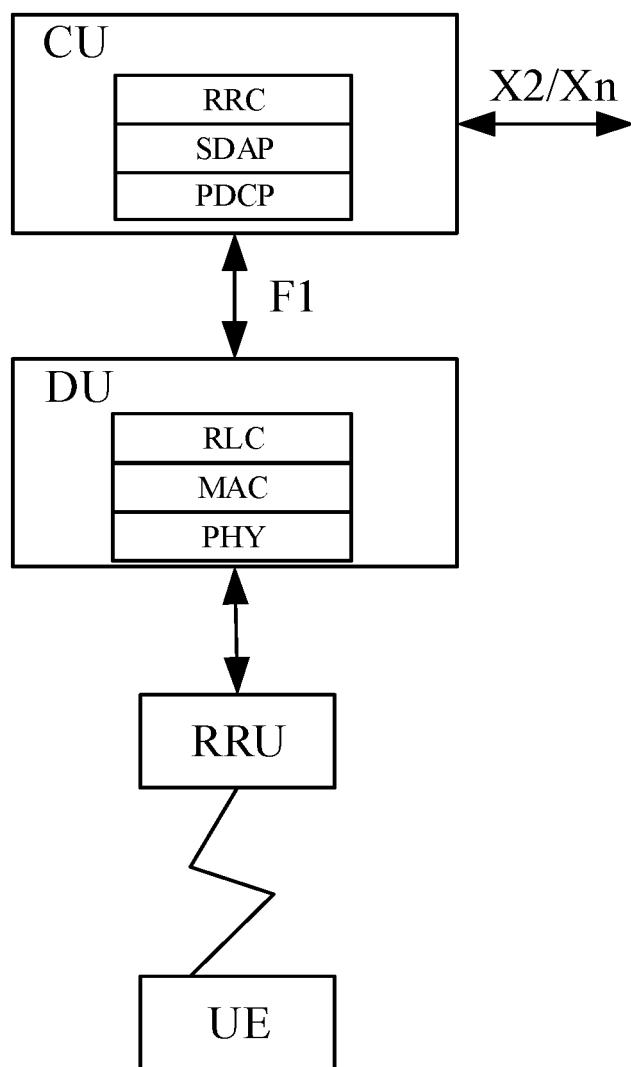 CU
RRC
SDAP
PDCP
X2/Xn
F1
DU
RLC
MAC
PHY
RRU
UE